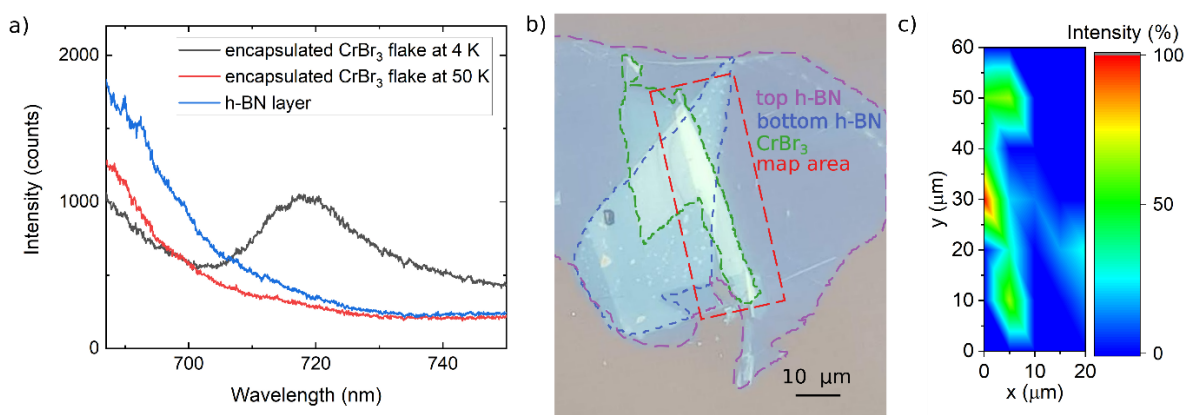 a)
2000
1000
0
Intensity (counts)
encapsulated CrBr₃ flake at 4 K
encapsulated CrBr₃ flake at 50 K
h-BN layer
700
720
740
Wavelength (nm)
b)
top h-BN
bottom h-BN
CrBr₃
map area
10 μm
c)
Intensity (%)
60
50
40
30
20
10
0
y (μm)
0
10
20
x (μm)
100
50
0